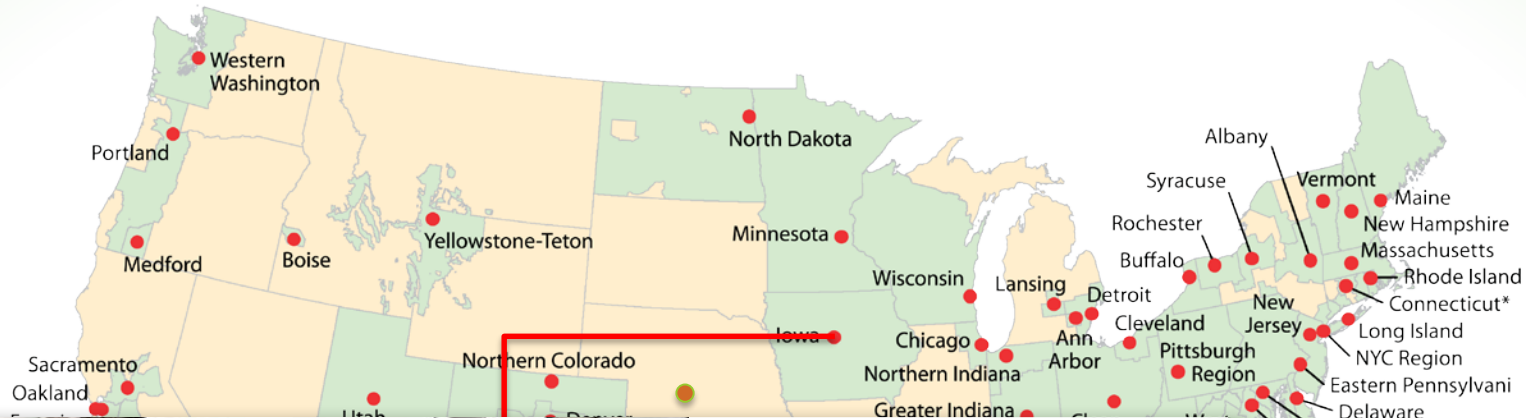 Western
Washington
Portland
Medford
Boise
Yellowstone-Teton
North Dakota
Minnesota
Wisconsin
Iowa
Chicago
Northern Indiana
Greater Indiana
Lansing
Detroit
Ann
Arbor
Cleveland
Pittsburgh
Region
Buffalo
Rochester
Syracuse
Albany
Vermont
Maine
New Hampshire
Massachusetts
Rhode Island
Connecticut*
Long Island
NYC Region
New
Jersey
Eastern Pennsylvani
Delaware
Sacramento
Oakland
Utah
Northern Colorado
Denver